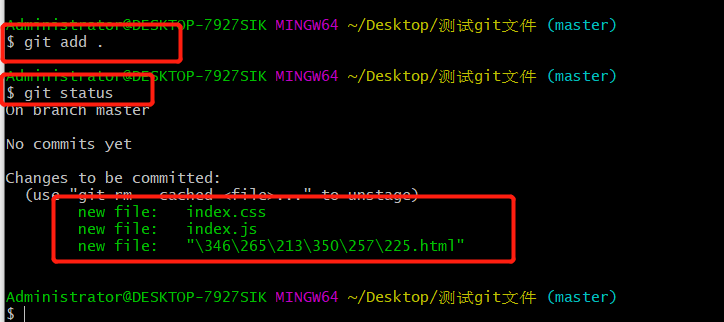 Administrator@DESKTOP-7927SIK MINGW64 ~/Desktop/测试git文件 (master)
$ git add .
Administrator@DESKTOP-7927SIK MINGW64 ~/Desktop/测试git文件 (master)
$ git status
On branch master
No commits yet
Changes to be committed:
(use "git rm --cached <file>..." to unstage)
new file: index.css
new file: index.js
new file: "\346\265\213\350\257\225.html"
Administrator@DESKTOP-7927SIK MINGW64 ~/Desktop/测试git文件 (master)
$